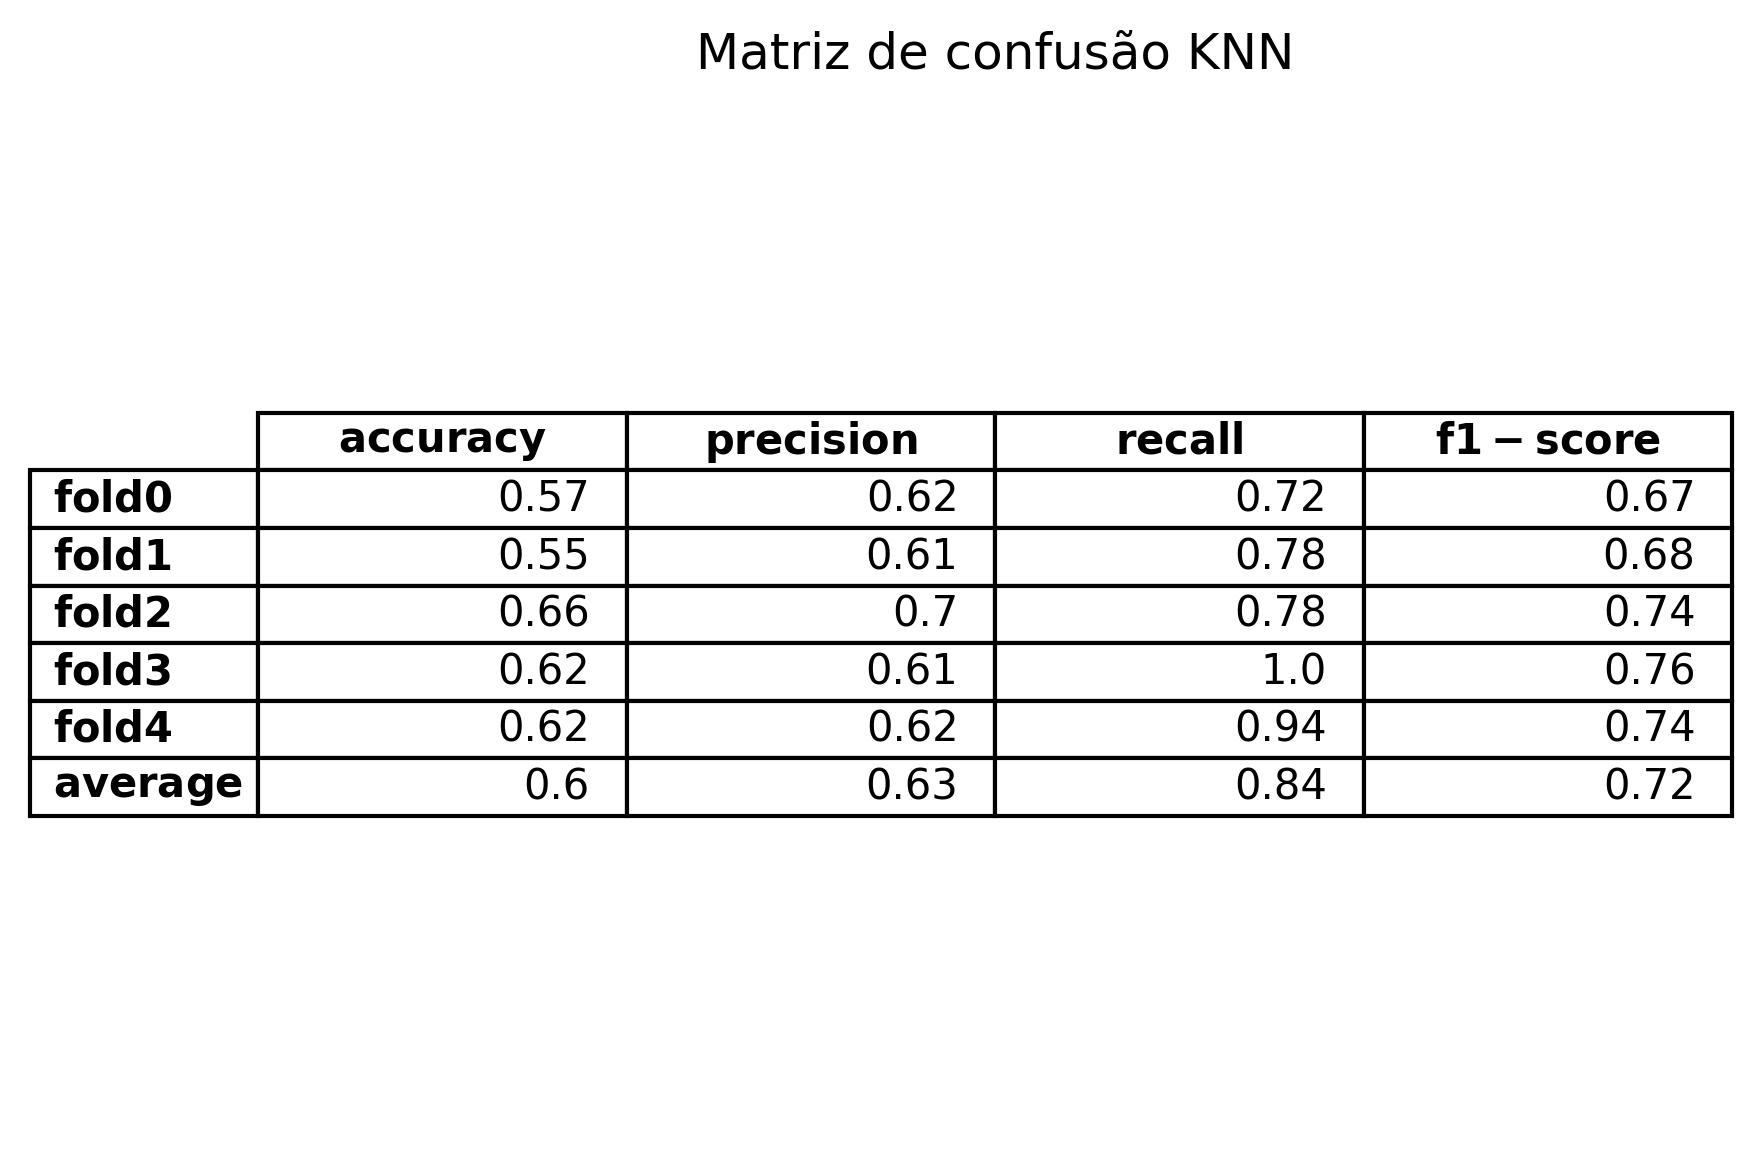 Matriz de confusão KNN
accuracy precision recall f1 − score
fold0 0.57 0.62 0.72 0.67
fold1 0.55 0.61 0.78 0.68
fold2 0.66 0.7 0.78 0.74
fold3 0.62 0.61 1.0 0.76
fold4 0.62 0.62 0.94 0.74
average 0.6 0.63 0.84 0.72